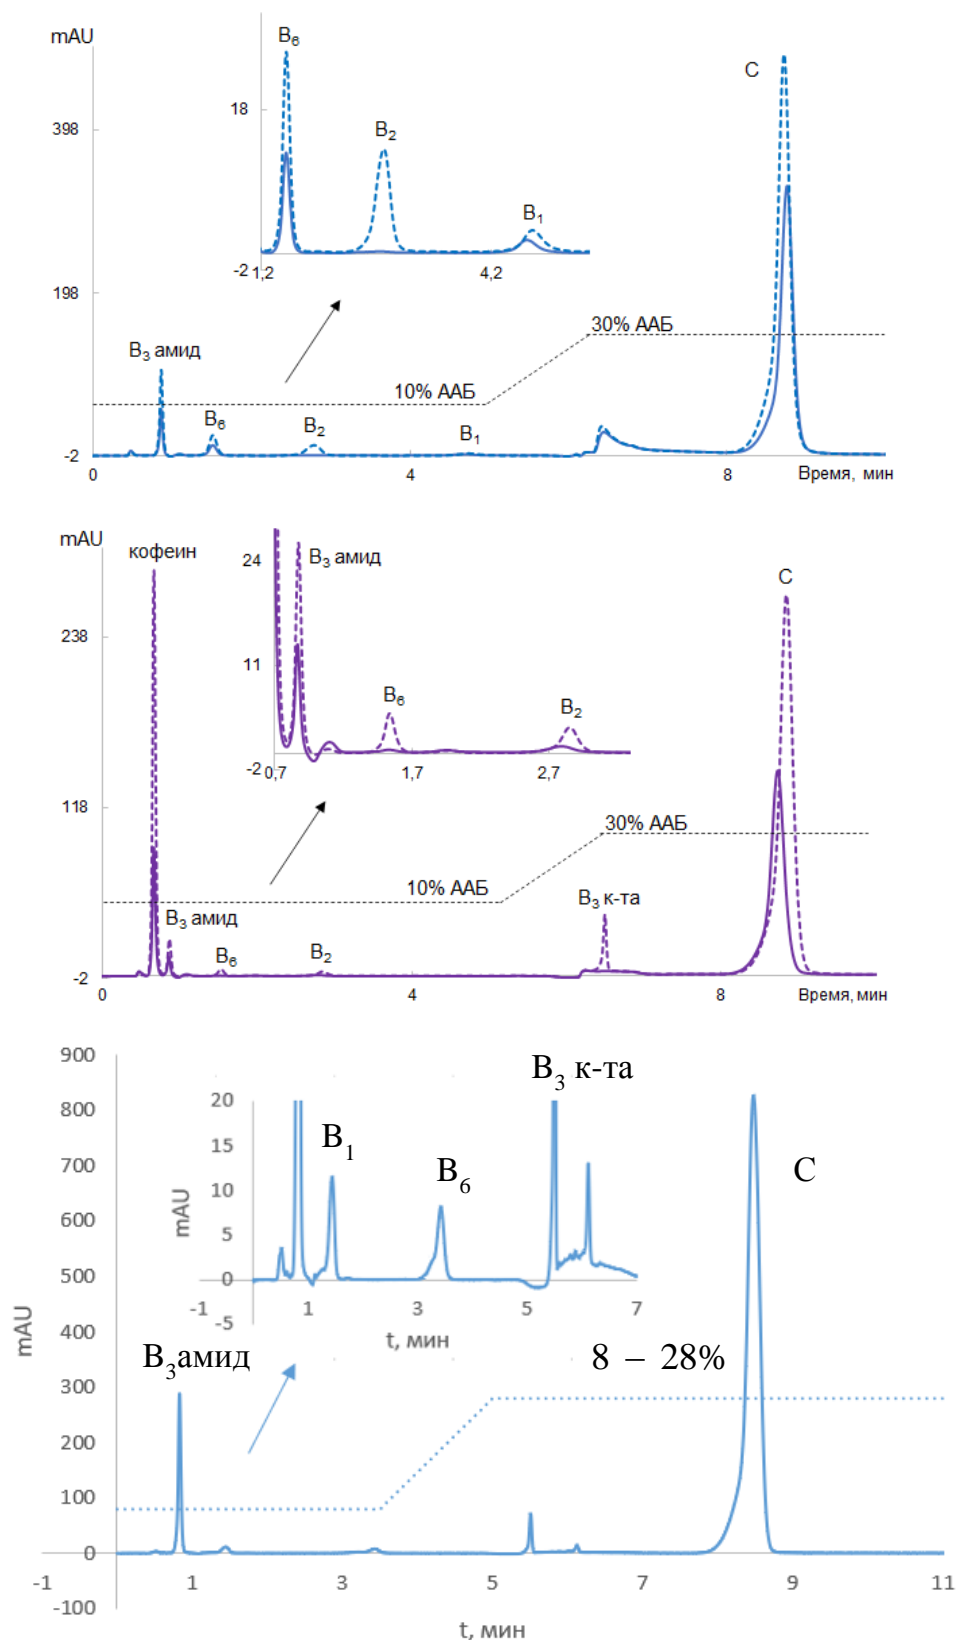 mAU
B6
18
B2
C
398
B1
-2
1,2
4,2
198
30% ААБ
B3 амид
10% ААБ
B6
B2
B1
-2
0
4
8
Время, мин
mAU
кофеин
24
B3 амид
C
238
11
B6
B2
-2
0,7
1,7
2,7
118
30% ААБ
10% ААБ
B3 к-та
B3 амид
B6
B2
-2
0
4
8
Время, мин
900
B3 к-та
800
20
B1
15
B6
C
700
mAU
10
600
5
0
500
-1
1
3
5
7
-5
t, мин
mAU
400
B3амид
8 – 28%
300
200
100
0
-1
1
3
5
7
9
11
-100
t, мин